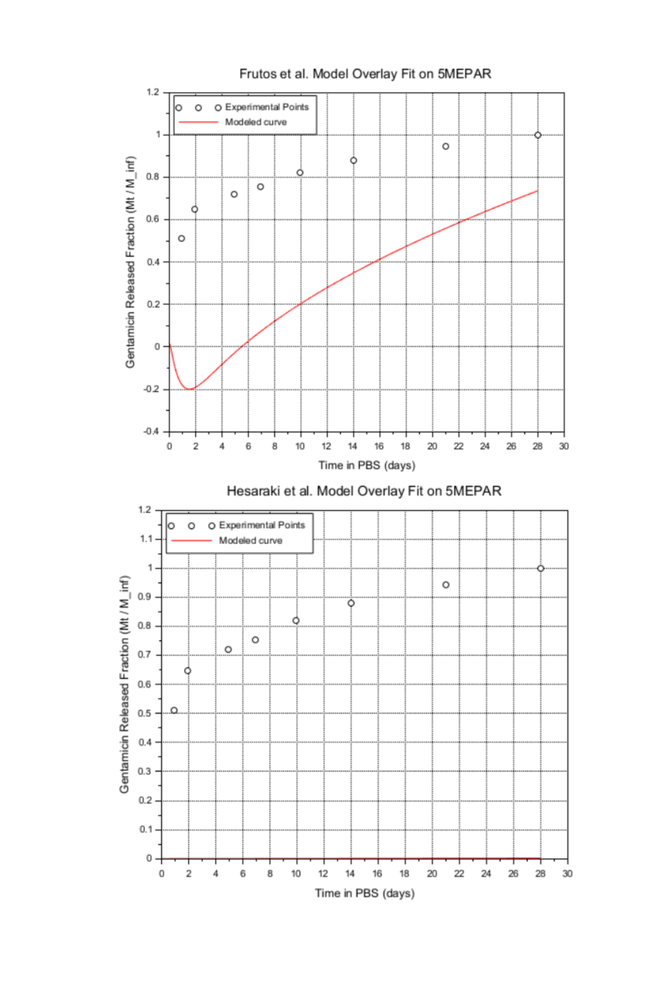 Frutos et al. Model Overlay Fit on 5MEPAR
1.2
Experimental Points
Modeled curve
1
0.8
0.6
0.4
0.2
0
-0.2
-0.4
Gentamicin Released Fraction (Mt / M_inf)
0 2 4 6 8 10 12 14 16 18 20 22 24 26 28 30
Time in PBS (days)
Hesaraki et al. Model Overlay Fit on 5MEPAR
1.2
Experimental Points
Modeled curve
1.1
1
0.9
0.8
0.7
0.6
0.5
0.4
0.3
0.2
0.1
0
Gentamicin Released Fraction (Mt / M_inf)
0 2 4 6 8 10 12 14 16 18 20 22 24 26 28 30
Time in PBS (days)